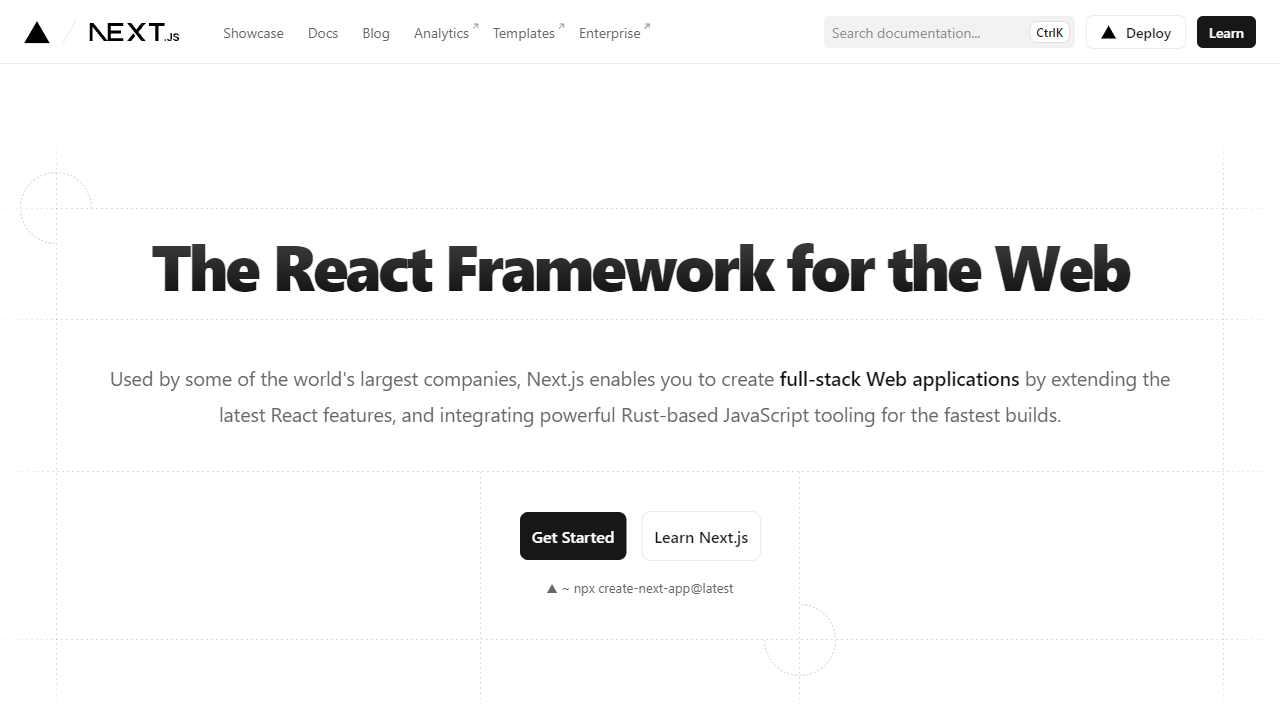 NEXT.JS
Showcase
Docs
Blog
Analytics
Templates
Enterprise
Search documentation...
CtrlK
Deploy
Learn
The React Framework for the Web
Used by some of the world's largest companies, Next.js enables you to create full-stack Web applications by extending the
latest React features, and integrating powerful Rust-based JavaScript tooling for the fastest builds.
Get Started
Learn Next.js
▲ ~ npx create-next-app@latest